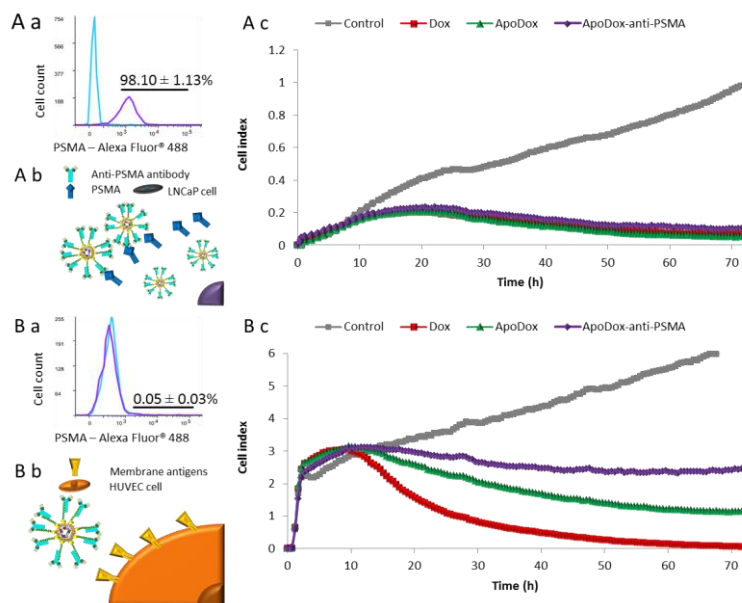 A a
754
566
377
188
0
10³
10⁴
10⁵
98.10 ± 1.13%
Cell count
PSMA – Alexa Fluor® 488
A b
Anti-PSMA antibody
PSMA
LNCaP cell
A c
Control Dox ApoDox ApoDox-anti-PSMA
1.2
1
0.8
0.6
0.4
0.2
0
Cell index
0 10 20 30 40 50 60 70
Time (h)
B a
255
191
128
64
0
10³
10⁴
10⁵
0.05 ± 0.03%
Cell count
PSMA – Alexa Fluor® 488
B b
Membrane antigens
HUVEC cell
B c
Control Dox ApoDox ApoDox-anti-PSMA
6
5
4
3
2
1
0
Cell index
0 10 20 30 40 50 60 70
Time (h)